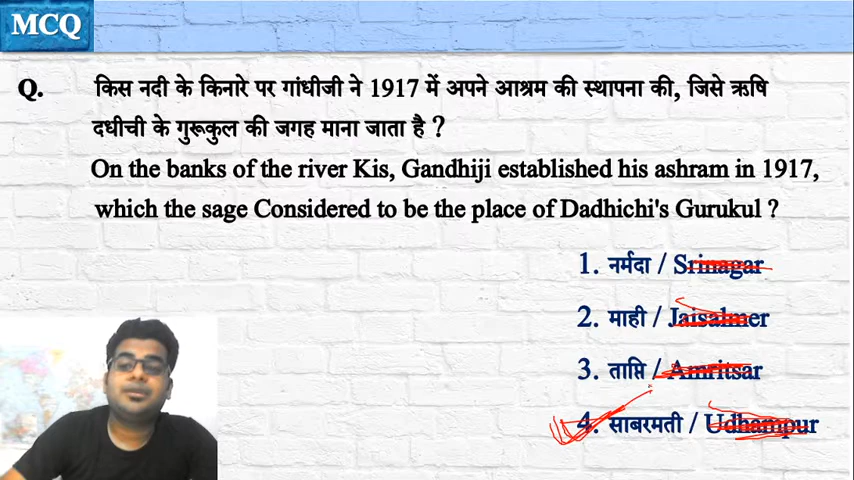 MCQ
Q. किस नदी के किनारे पर गांधीजी ने 1917 में अपने आश्रम की स्थापना की, जिसे ऋषि
दधीची के गुरूकुल की जगह माना जाता है ?
On the banks of the river Kis, Gandhiji established his ashram in 1917,
which the sage Considered to be the place of Dadhichi's Gurukul ?
1. नर्मदा / Srinagar
2. माही / Jaisalmer
3. ताप्ति / Amritsar
4. साबरमती / Udhampur